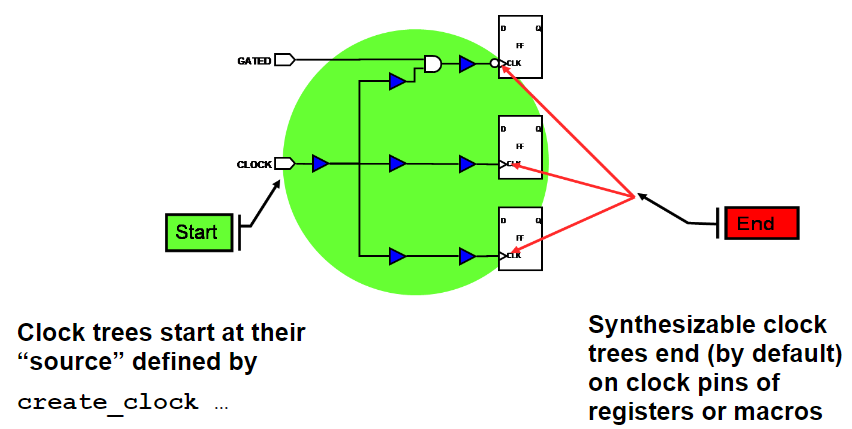 D Q
FF
GATED
CLK
D Q
FF
CLOCK
CLK
D Q
Start
End
FF
CLK
Clock trees start at their
“source” defined by
create_clock ...
Synthesizable clock
trees end (by default)
on clock pins of
registers or macros